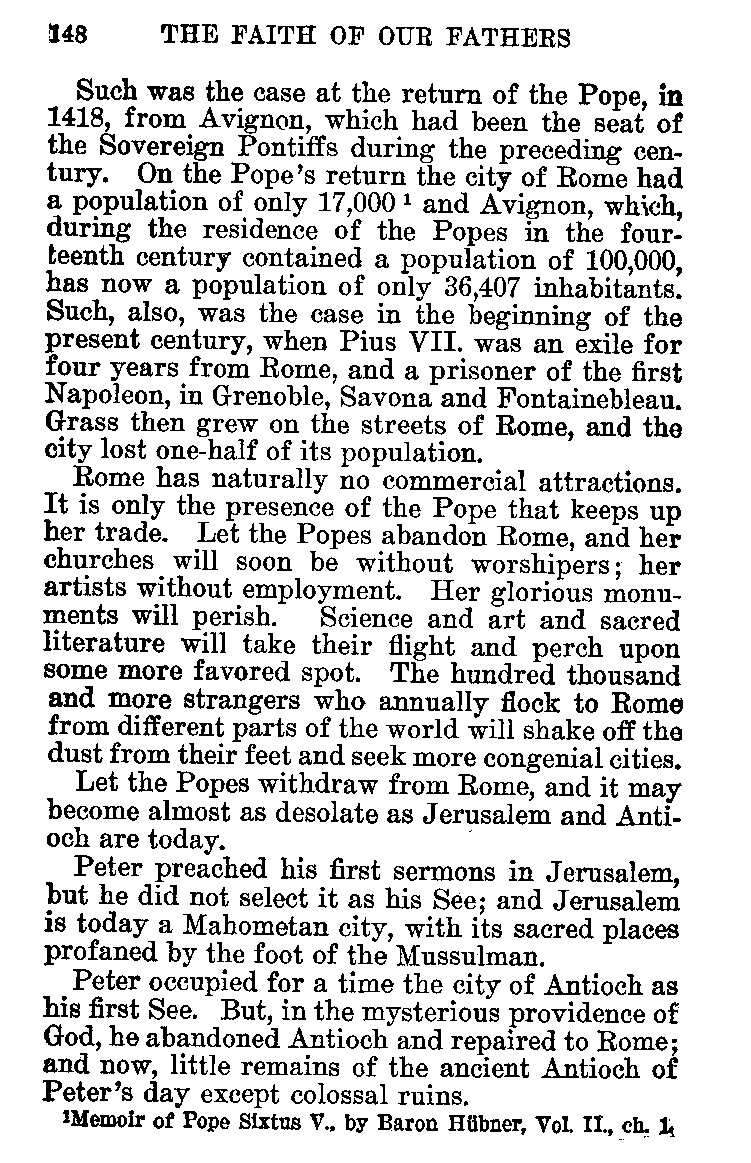 148 THE FAITH OF OUR FATHERS
Such was the case at the return of the Pope, in
1418, from Avignon, which had been the seat of
the Sovereign Pontiffs during the preceding cen-
tury. On the Pope's return the city of Rome had
a population of only 17,000 ¹ and Avignon, which,
during the residence of the Popes in the four-
teenth century contained a population of 100,000,
has now a population of only 36,407 inhabitants.
Such, also, was the case in the beginning of the
present century, when Pius VII. was an exile for
four years from Rome, and a prisoner of the first
Napoleon, in Grenoble, Savona and Fontainebleau.
Grass then grew on the streets of Rome, and the
city lost one-half of its population.
Rome has naturally no commercial attractions.
It is only the presence of the Pope that keeps up
her trade. Let the Popes abandon Rome, and her
churches will soon be without worshipers; her
artists without employment. Her glorious monu-
ments will perish. Science and art and sacred
literature will take their flight and perch upon
some more favored spot. The hundred thousand
and more strangers who annually flock to Rome
from different parts of the world will shake off the
dust from their feet and seek more congenial cities.
Let the Popes withdraw from Rome, and it may
become almost as desolate as Jerusalem and Anti-
och are today.
Peter preached his first sermons in Jerusalem,
but he did not select it as his See; and Jerusalem
is today a Mahometan city, with its sacred places
profaned by the foot of the Mussulman.
Peter occupied for a time the city of Antioch as
his first See. But, in the mysterious providence of
God, he abandoned Antioch and repaired to Rome;
and now, little remains of the ancient Antioch of
Peter's day except colossal ruins.
¹Memoir of Pope Sixtus V., by Baron Hübner, Vol. II., ch. 1.